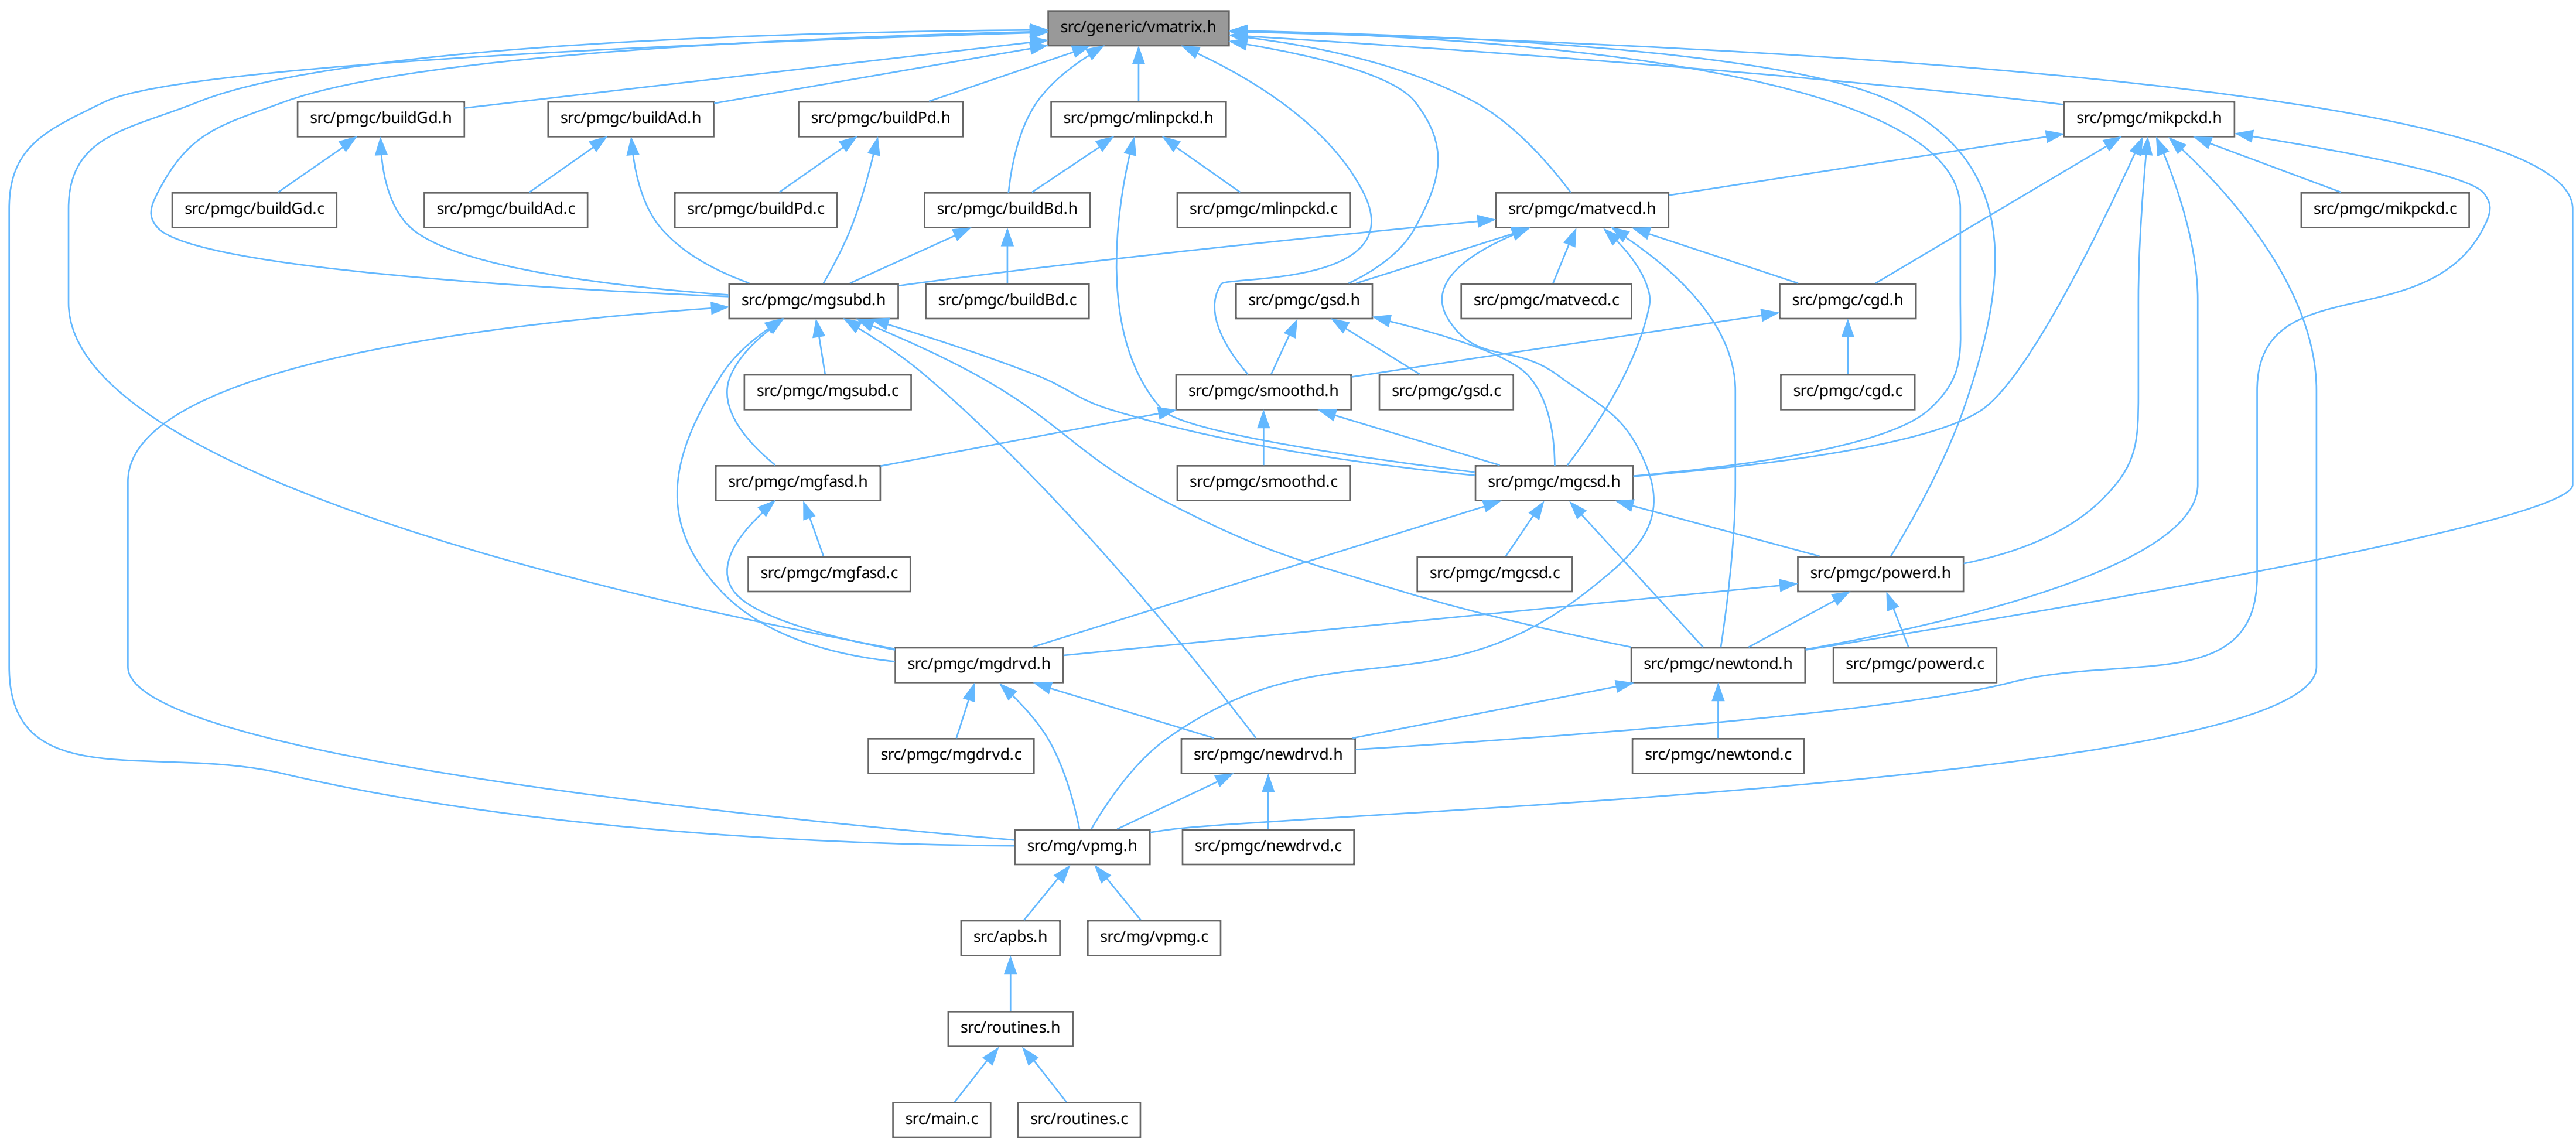 src/generic/vmatrix.h
src/pmgc/buildGd.h
src/pmgc/buildAd.h
src/pmgc/buildPd.h
src/pmgc/mlinpckd.h
src/pmgc/mikpckd.h
src/pmgc/buildGd.c
src/pmgc/buildAd.c
src/pmgc/buildPd.c
src/pmgc/buildBd.h
src/pmgc/mlinpckd.c
src/pmgc/matvecd.h
src/pmgc/mikpckd.c
src/pmgc/mgsubd.h
src/pmgc/buildBd.c
src/pmgc/gsd.h
src/pmgc/matvecd.c
src/pmgc/cgd.h
src/pmgc/mgsubd.c
src/pmgc/smoothd.h
src/pmgc/gsd.c
src/pmgc/cgd.c
src/pmgc/mgfasd.h
src/pmgc/smoothd.c
src/pmgc/mgcsd.h
src/pmgc/mgfasd.c
src/pmgc/mgcsd.c
src/pmgc/powerd.h
src/pmgc/mgdrvd.h
src/pmgc/newtond.h
src/pmgc/powerd.c
src/pmgc/mgdrvd.c
src/pmgc/newdrvd.h
src/pmgc/newtond.c
src/mg/vpmg.h
src/pmgc/newdrvd.c
src/apbs.h
src/mg/vpmg.c
src/routines.h
src/main.c
src/routines.c